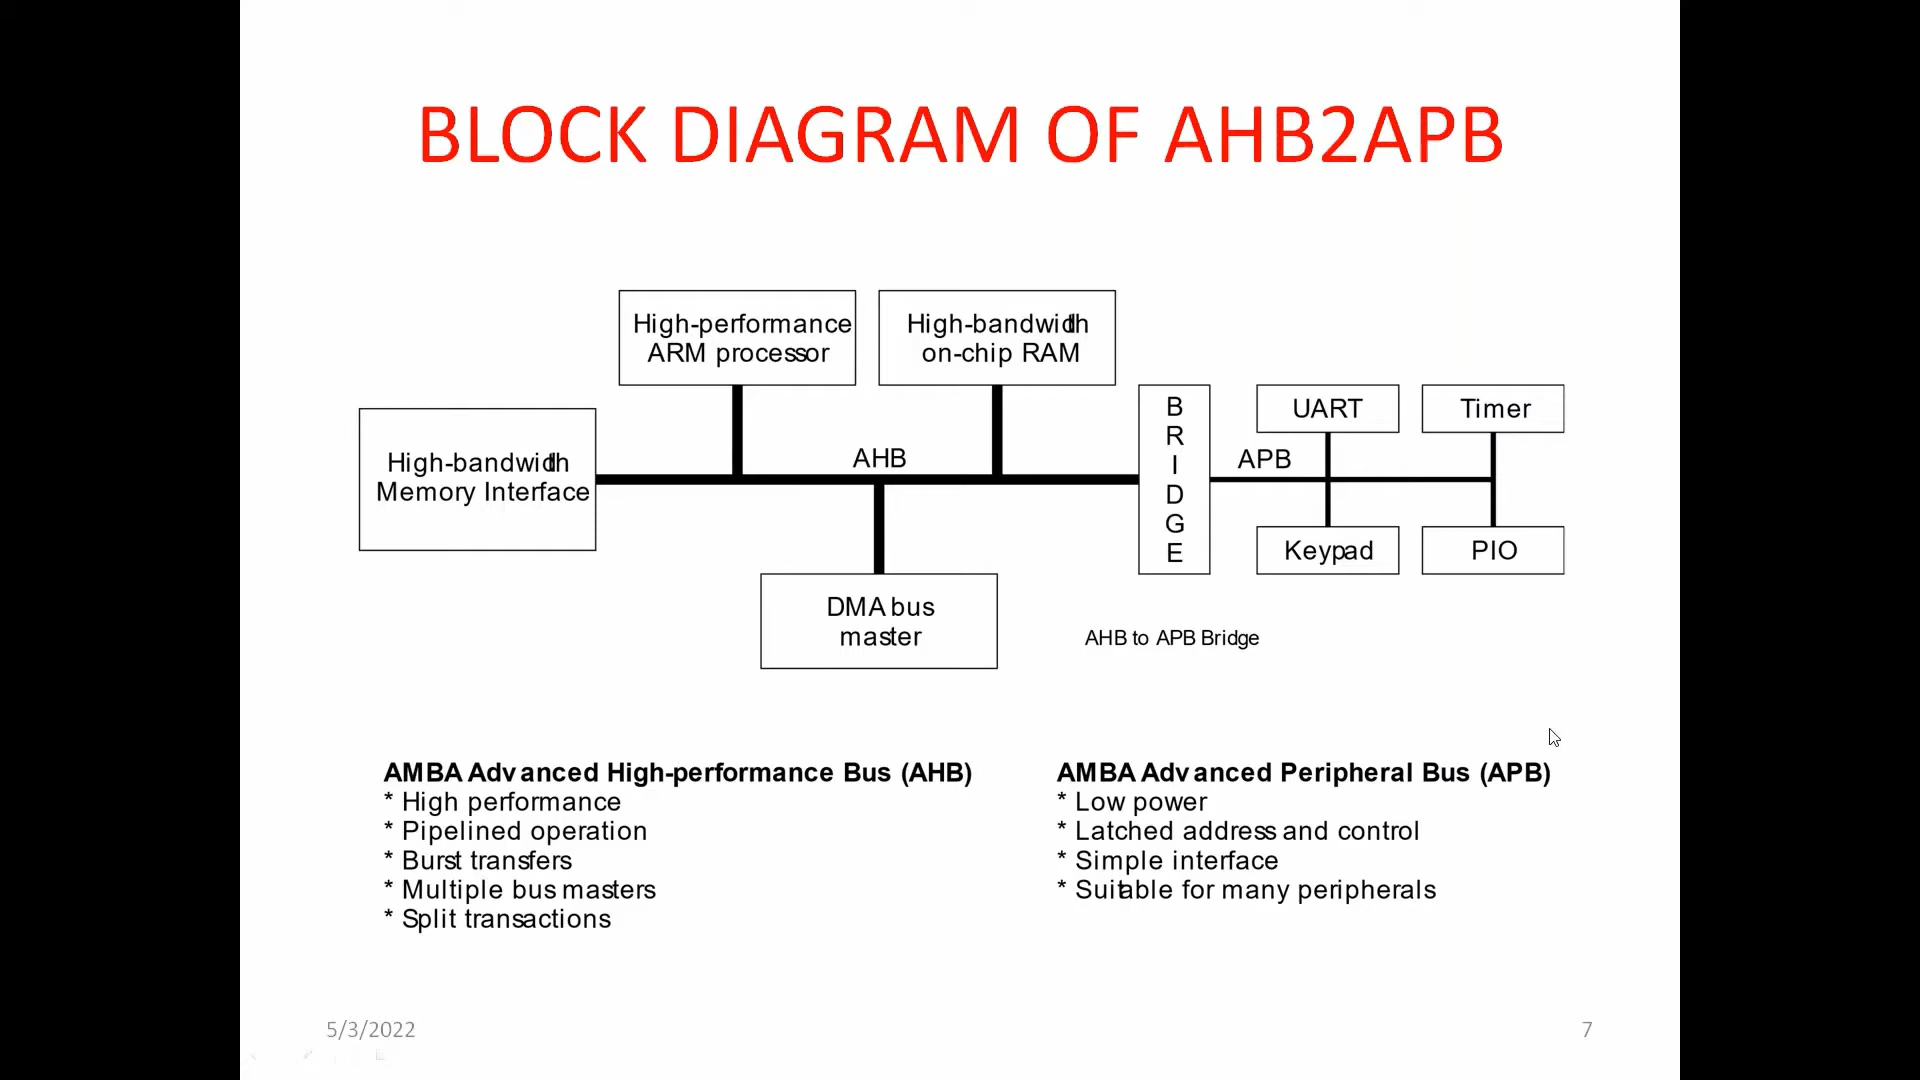 BLOCK DIAGRAM OF AHB2APB
High-performance
ARM processor
High-bandwidth
on-chip RAM
High-bandwidth
Memory Interface
AHB
B
R
I
D
G
E
APB
UART
Timer
Keypad
PIO
DMA bus
master
AHB to APB Bridge
AMBA Advanced High-performance Bus (AHB)
* High performance
* Pipelined operation
* Burst transfers
* Multiple bus masters
* Split transactions
AMBA Advanced Peripheral Bus (APB)
* Low power
* Latched address and control
* Simple interface
* Suitable for many peripherals
5/3/2022
7